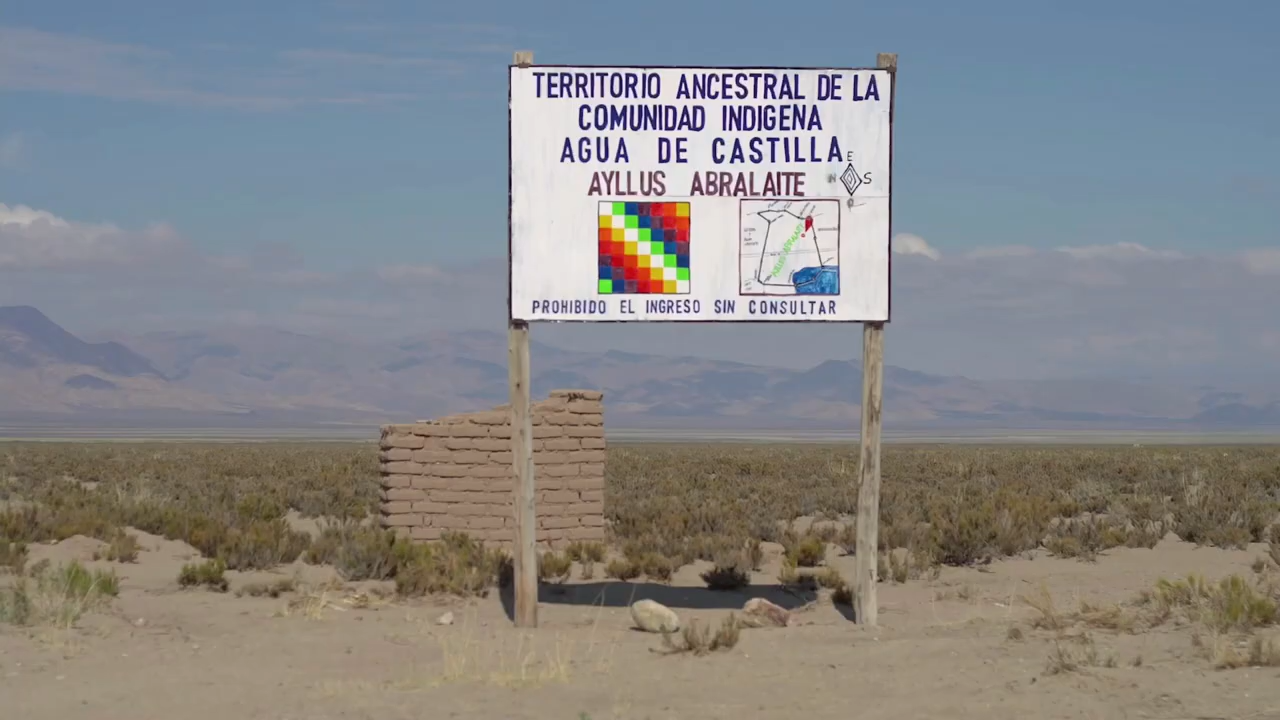 TERRITORIO ANCESTRAL DE LA
COMUNIDAD INDIGENA
AGUA DE CASTILLA
AYLLUS ABRALAITE
E
N S
O
PROHIBIDO EL INGRESO SIN CONSULTAR